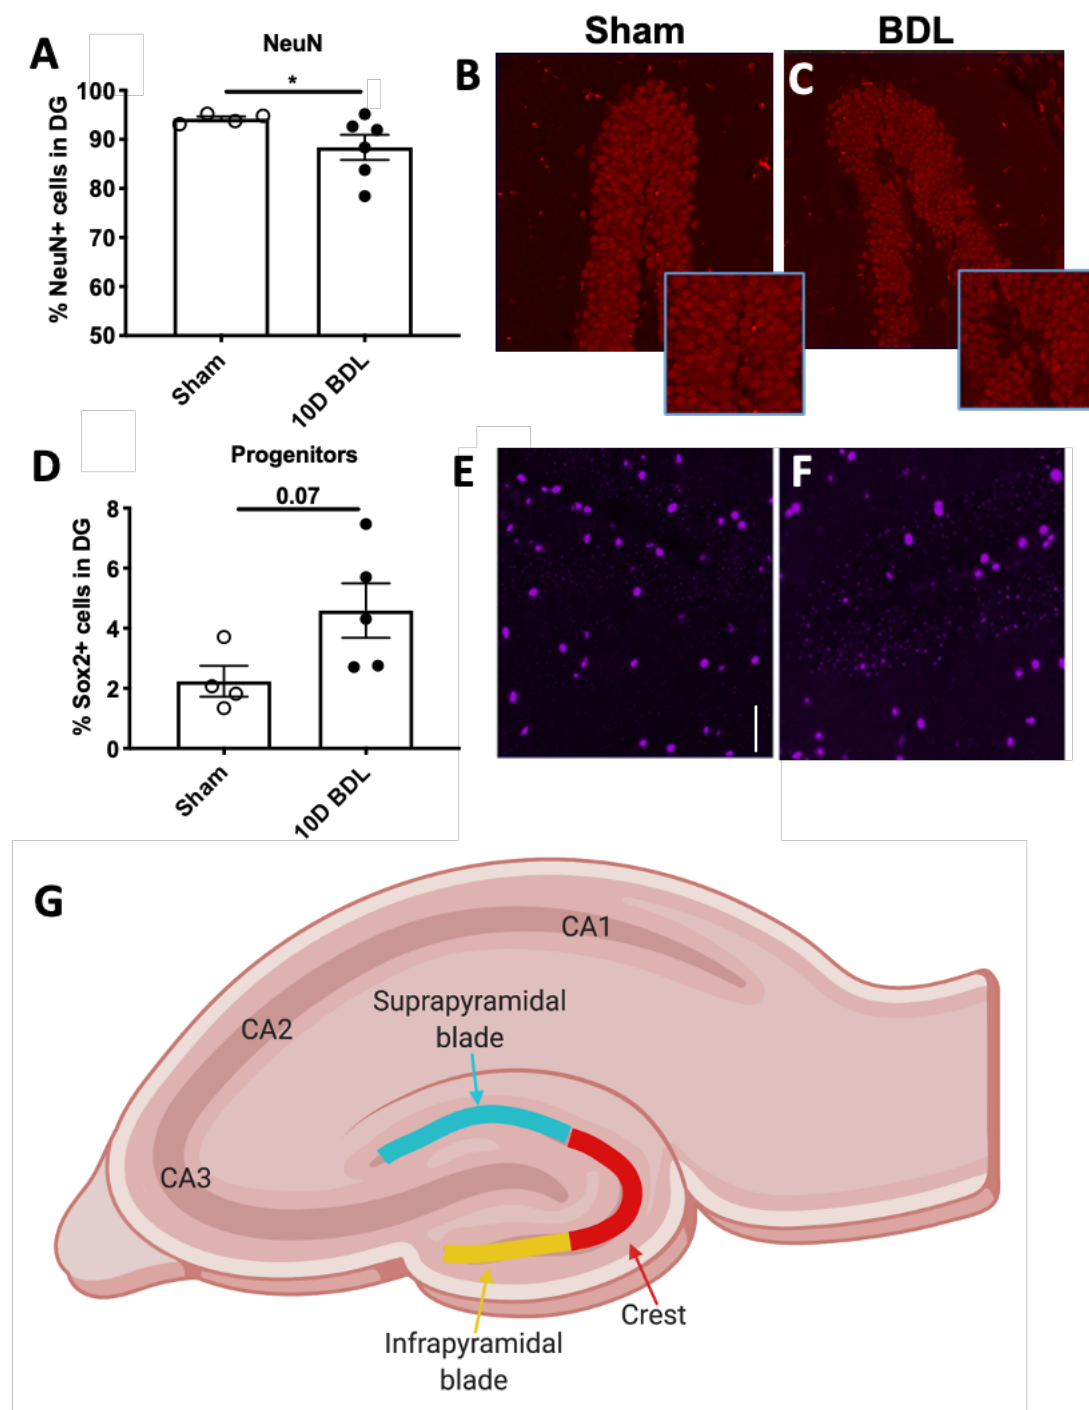 Sham
BDL
A
NeuN
*
% NeuN+ cells in DG
100
90
80
70
60
50
Sham
10D BDL
B
C
D
Progenitors
0.07
% Sox2+ cells in DG
8
6
4
2
0
Sham
10D BDL
E
F
G
CA1
Suprapyramidal
blade
CA2
CA3
Crest
Infrapyramidal
blade